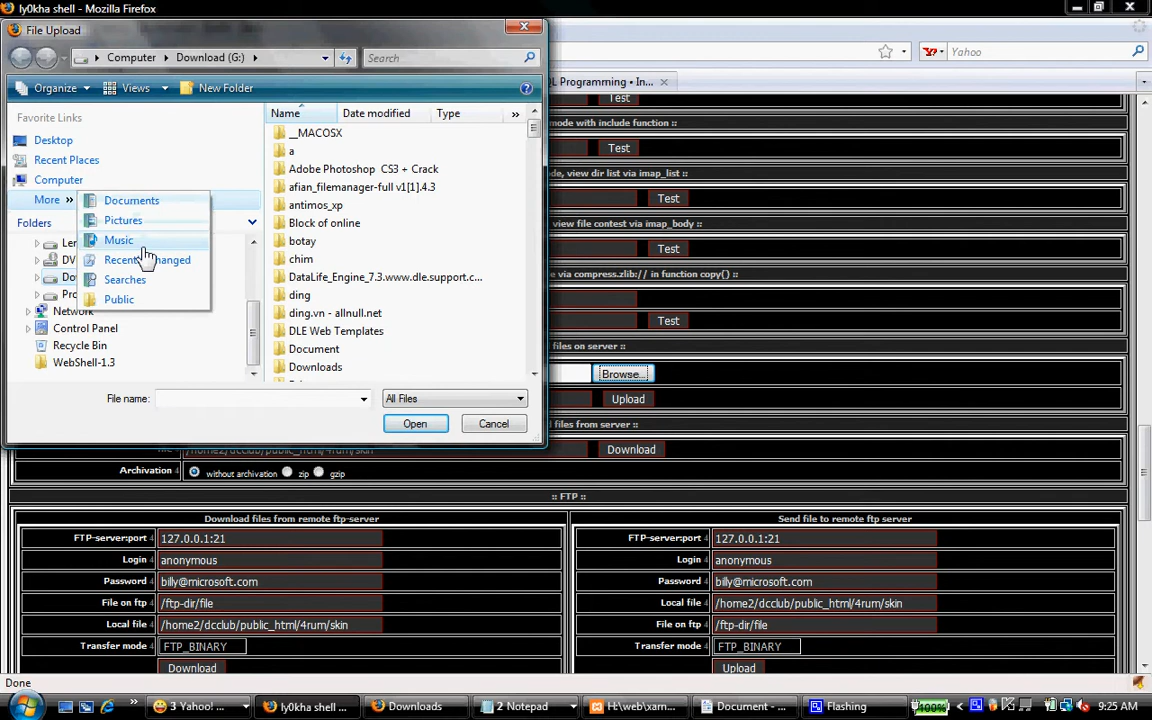 ly0kha shell - Mozilla Firefox
File Upload
Computer
Download (G:)
Search
Yahoo
Organize
Views
New Folder
QL Programming • In...
Favorite Links
Name
Date modified
Type
»
Test
mode with include function ::
Test
Desktop
Recent Places
Computer
More »
Documents
Pictures
Music
Recently Changed
Searches
Public
Folders
Network
Control Panel
Recycle Bin
WebShell-1.3
__MACOSX
a
Adobe Photoshop CS3 + Crack
afian_filemanager-full v1[1].4.3
antimos_xp
Block of online
botay
chim
DataLife_Engine_7.3.www.dle.support.c...
ding
ding.vn - allnull.net
DLE Web Templates
Document
Downloads
ode, view dir list via imap_list ::
Test
view file contest via imap_body ::
Test
e via compress.zlib:// in function copy() ::
Test
files on server ::
Browse...
Upload
File name:
All Files
Open
Cancel
d files from server ::
/home2/dcclub/public_html/4rum/skin
Download
Archivation
without archivation
zip
gzip
:: FTP ::
Download files from remote ftp-server
Send file to remote ftp server
FTP-server:port
127.0.0.1:21
FTP-server:port
127.0.0.1:21
Login
anonymous
Login
anonymous
Password
billy@microsoft.com
Password
billy@microsoft.com
File on ftp
/ftp-dir/file
Local file
/home2/dcclub/public_html/4rum/skin
Local file
/home2/dcclub/public_html/4rum/skin
File on ftp
/ftp-dir/file
Transfer mode
FTP_BINARY
Transfer mode
FTP_BINARY
Download
Upload
Done
3 Yahoo! ...
ly0kha shell ...
Downloads
2 Notepad
H:\web\xam...
Document - ...
Flashing
100%
9:25 AM